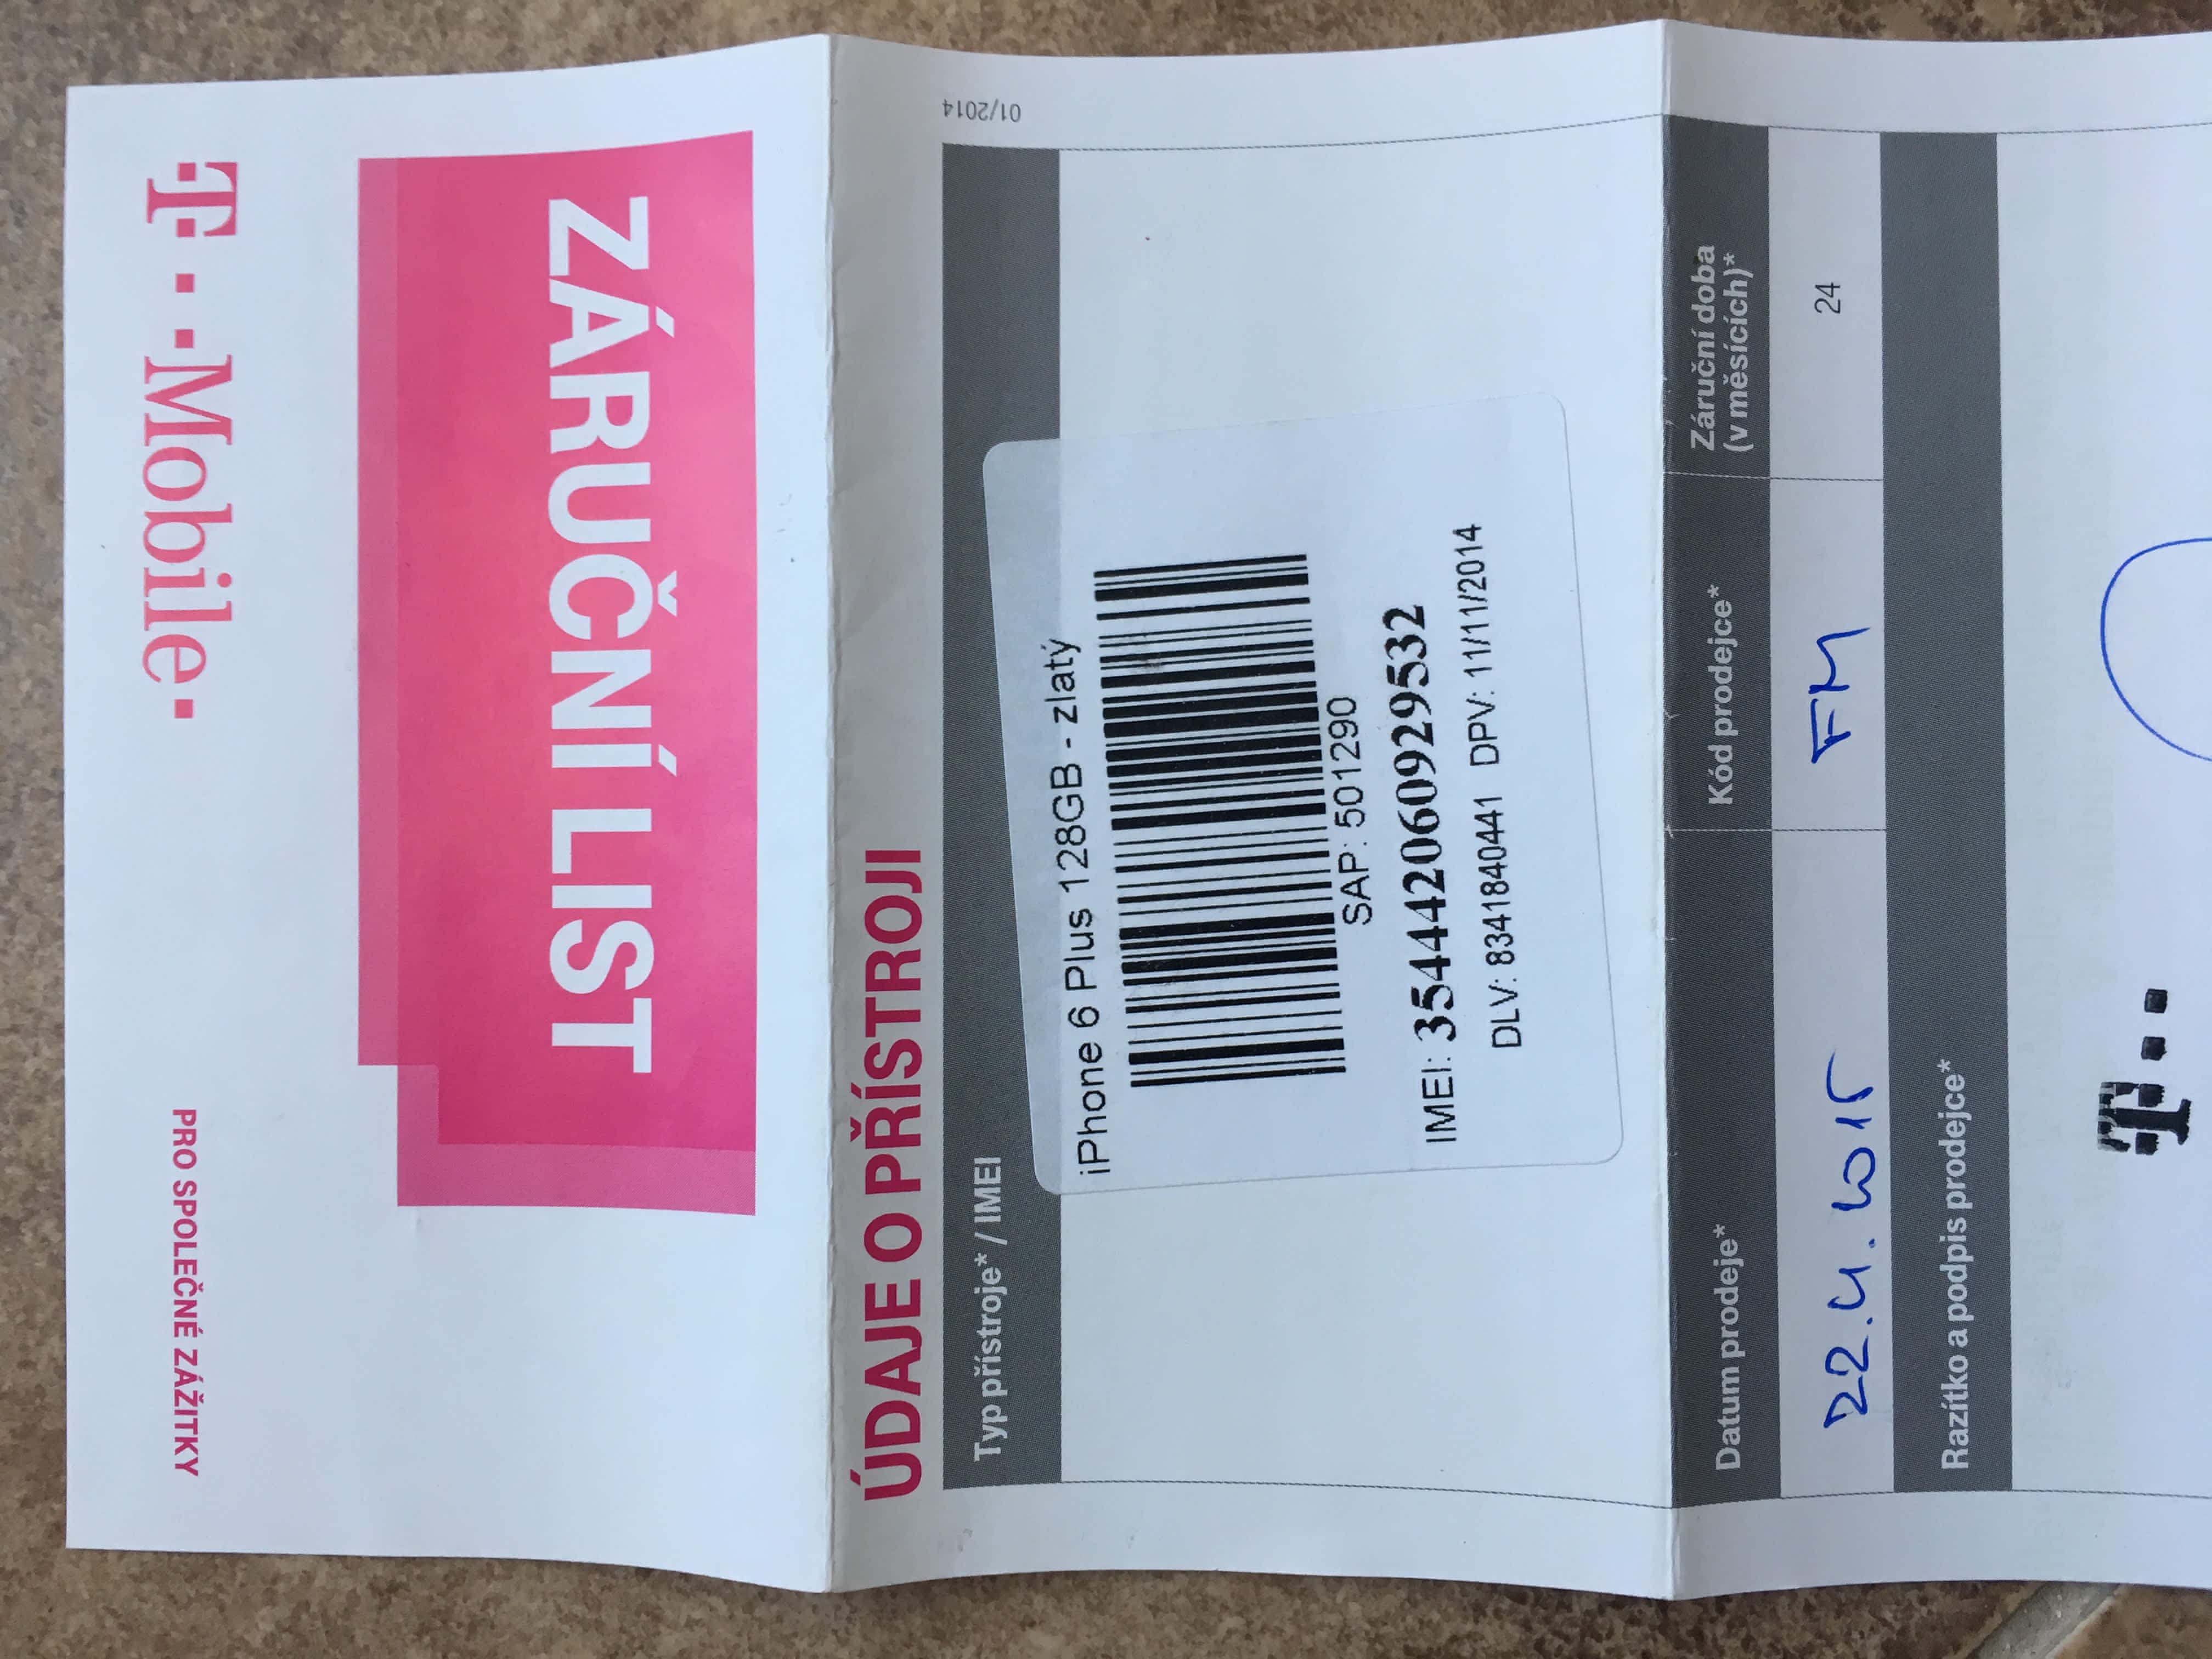 T · · Mobile ·
PRO SPOLEČNÉ ZÁŽITKY
ZÁRUČNÍ LIST
ÚDAJE O PŘÍSTROJI
01/2014
Typ přístroje* / IMEI
iPhone 6 Plus 128GB - zlatý
SAP: 501290
IMEI: 354442060929532
DLV: 8341840441 DPV: 11/11/2014
Datum prodeje*
Kód prodejce*
Záruční doba
(v měsících)*
22.4.2015
FM
24
Razítko a podpis prodejce*
T · ·